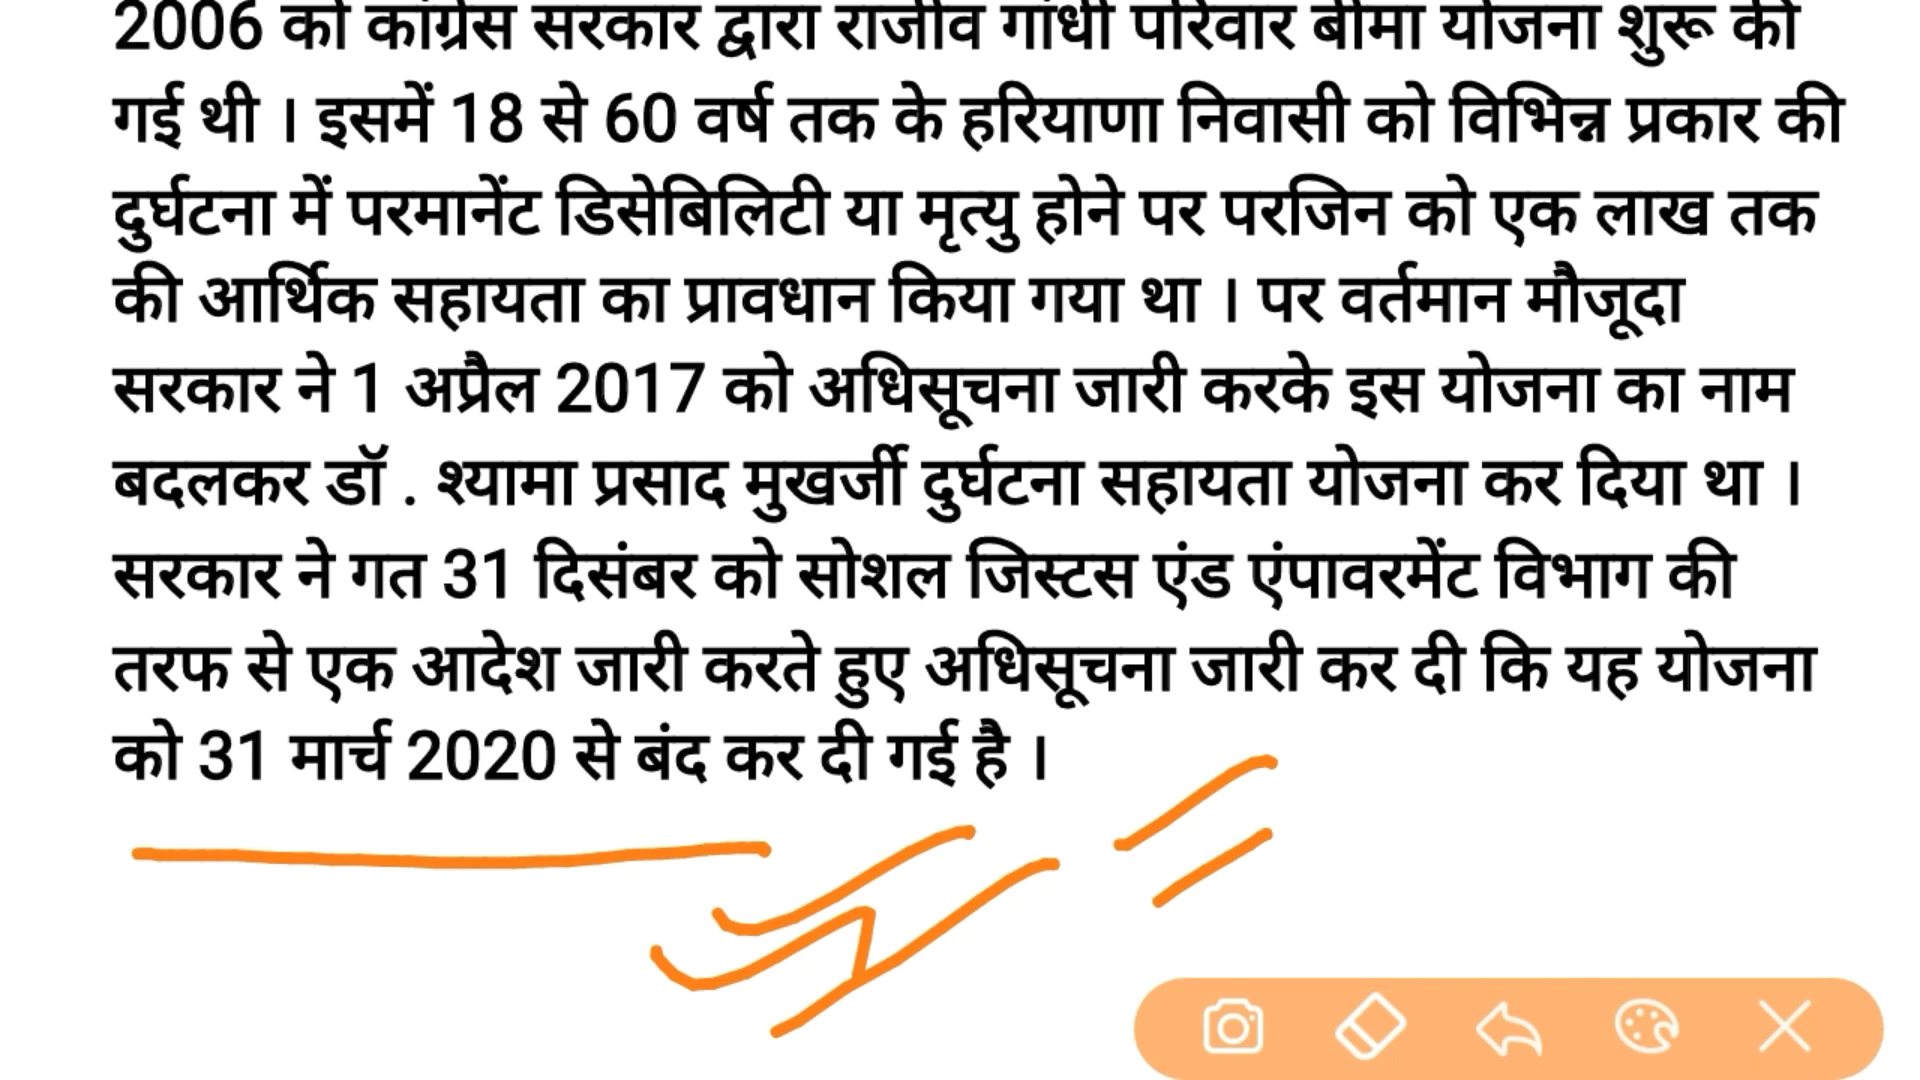 2006 को कांग्रेस सरकार द्वारा राजीव गांधी परिवार बीमा योजना शुरू की
गई थी । इसमें 18 से 60 वर्ष तक के हरियाणा निवासी को विभिन्न प्रकार की
दुर्घटना में परमानेंट डिसेबिलिटी या मृत्यु होने पर परजिन को एक लाख तक
की आर्थिक सहायता का प्रावधान किया गया था । पर वर्तमान मौजूदा
सरकार ने 1 अप्रैल 2017 को अधिसूचना जारी करके इस योजना का नाम
बदलकर डॉ . श्यामा प्रसाद मुखर्जी दुर्घटना सहायता योजना कर दिया था ।
सरकार ने गत 31 दिसंबर को सोशल जिस्टस एंड एंपावरमेंट विभाग की
तरफ से एक आदेश जारी करते हुए अधिसूचना जारी कर दी कि यह योजना
को 31 मार्च 2020 से बंद कर दी गई है ।